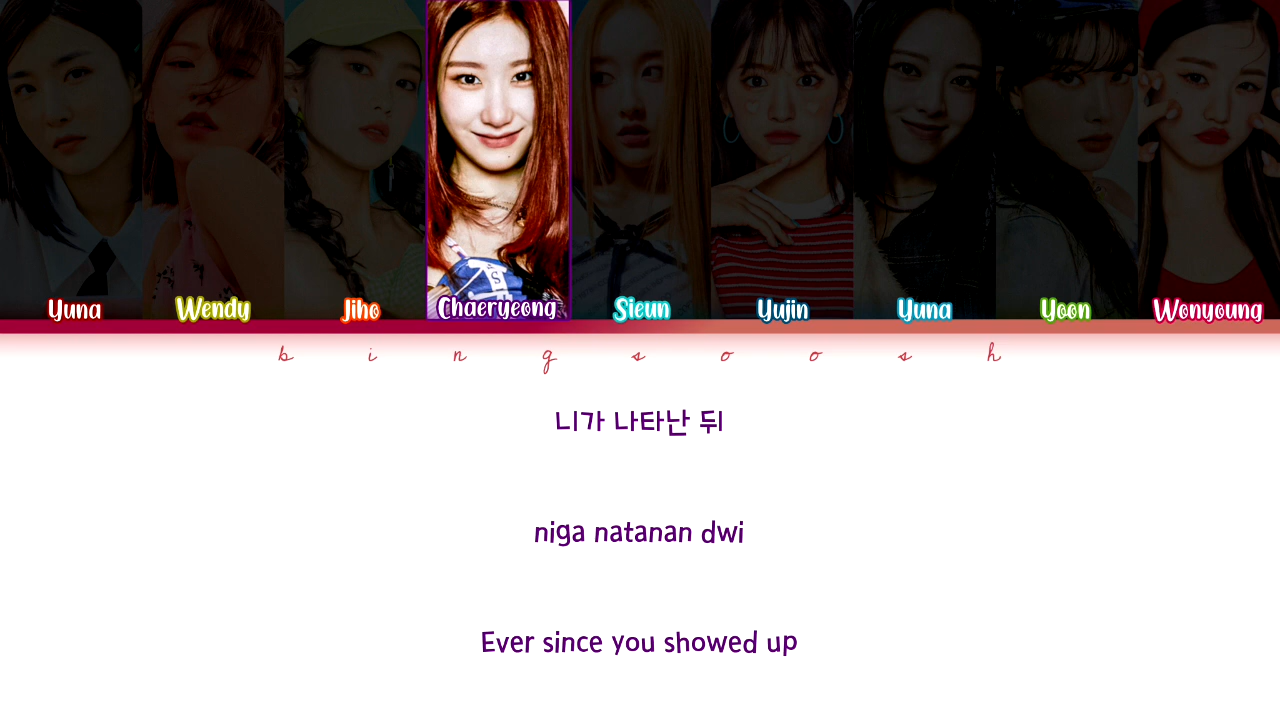 Yuna Wendy Jiho Chaeryeong Sieun Yujin Yuna Yoon Wonyoung
bingsoosh
니가 나타난 뒤
niga natanan dwi
Ever since you showed up